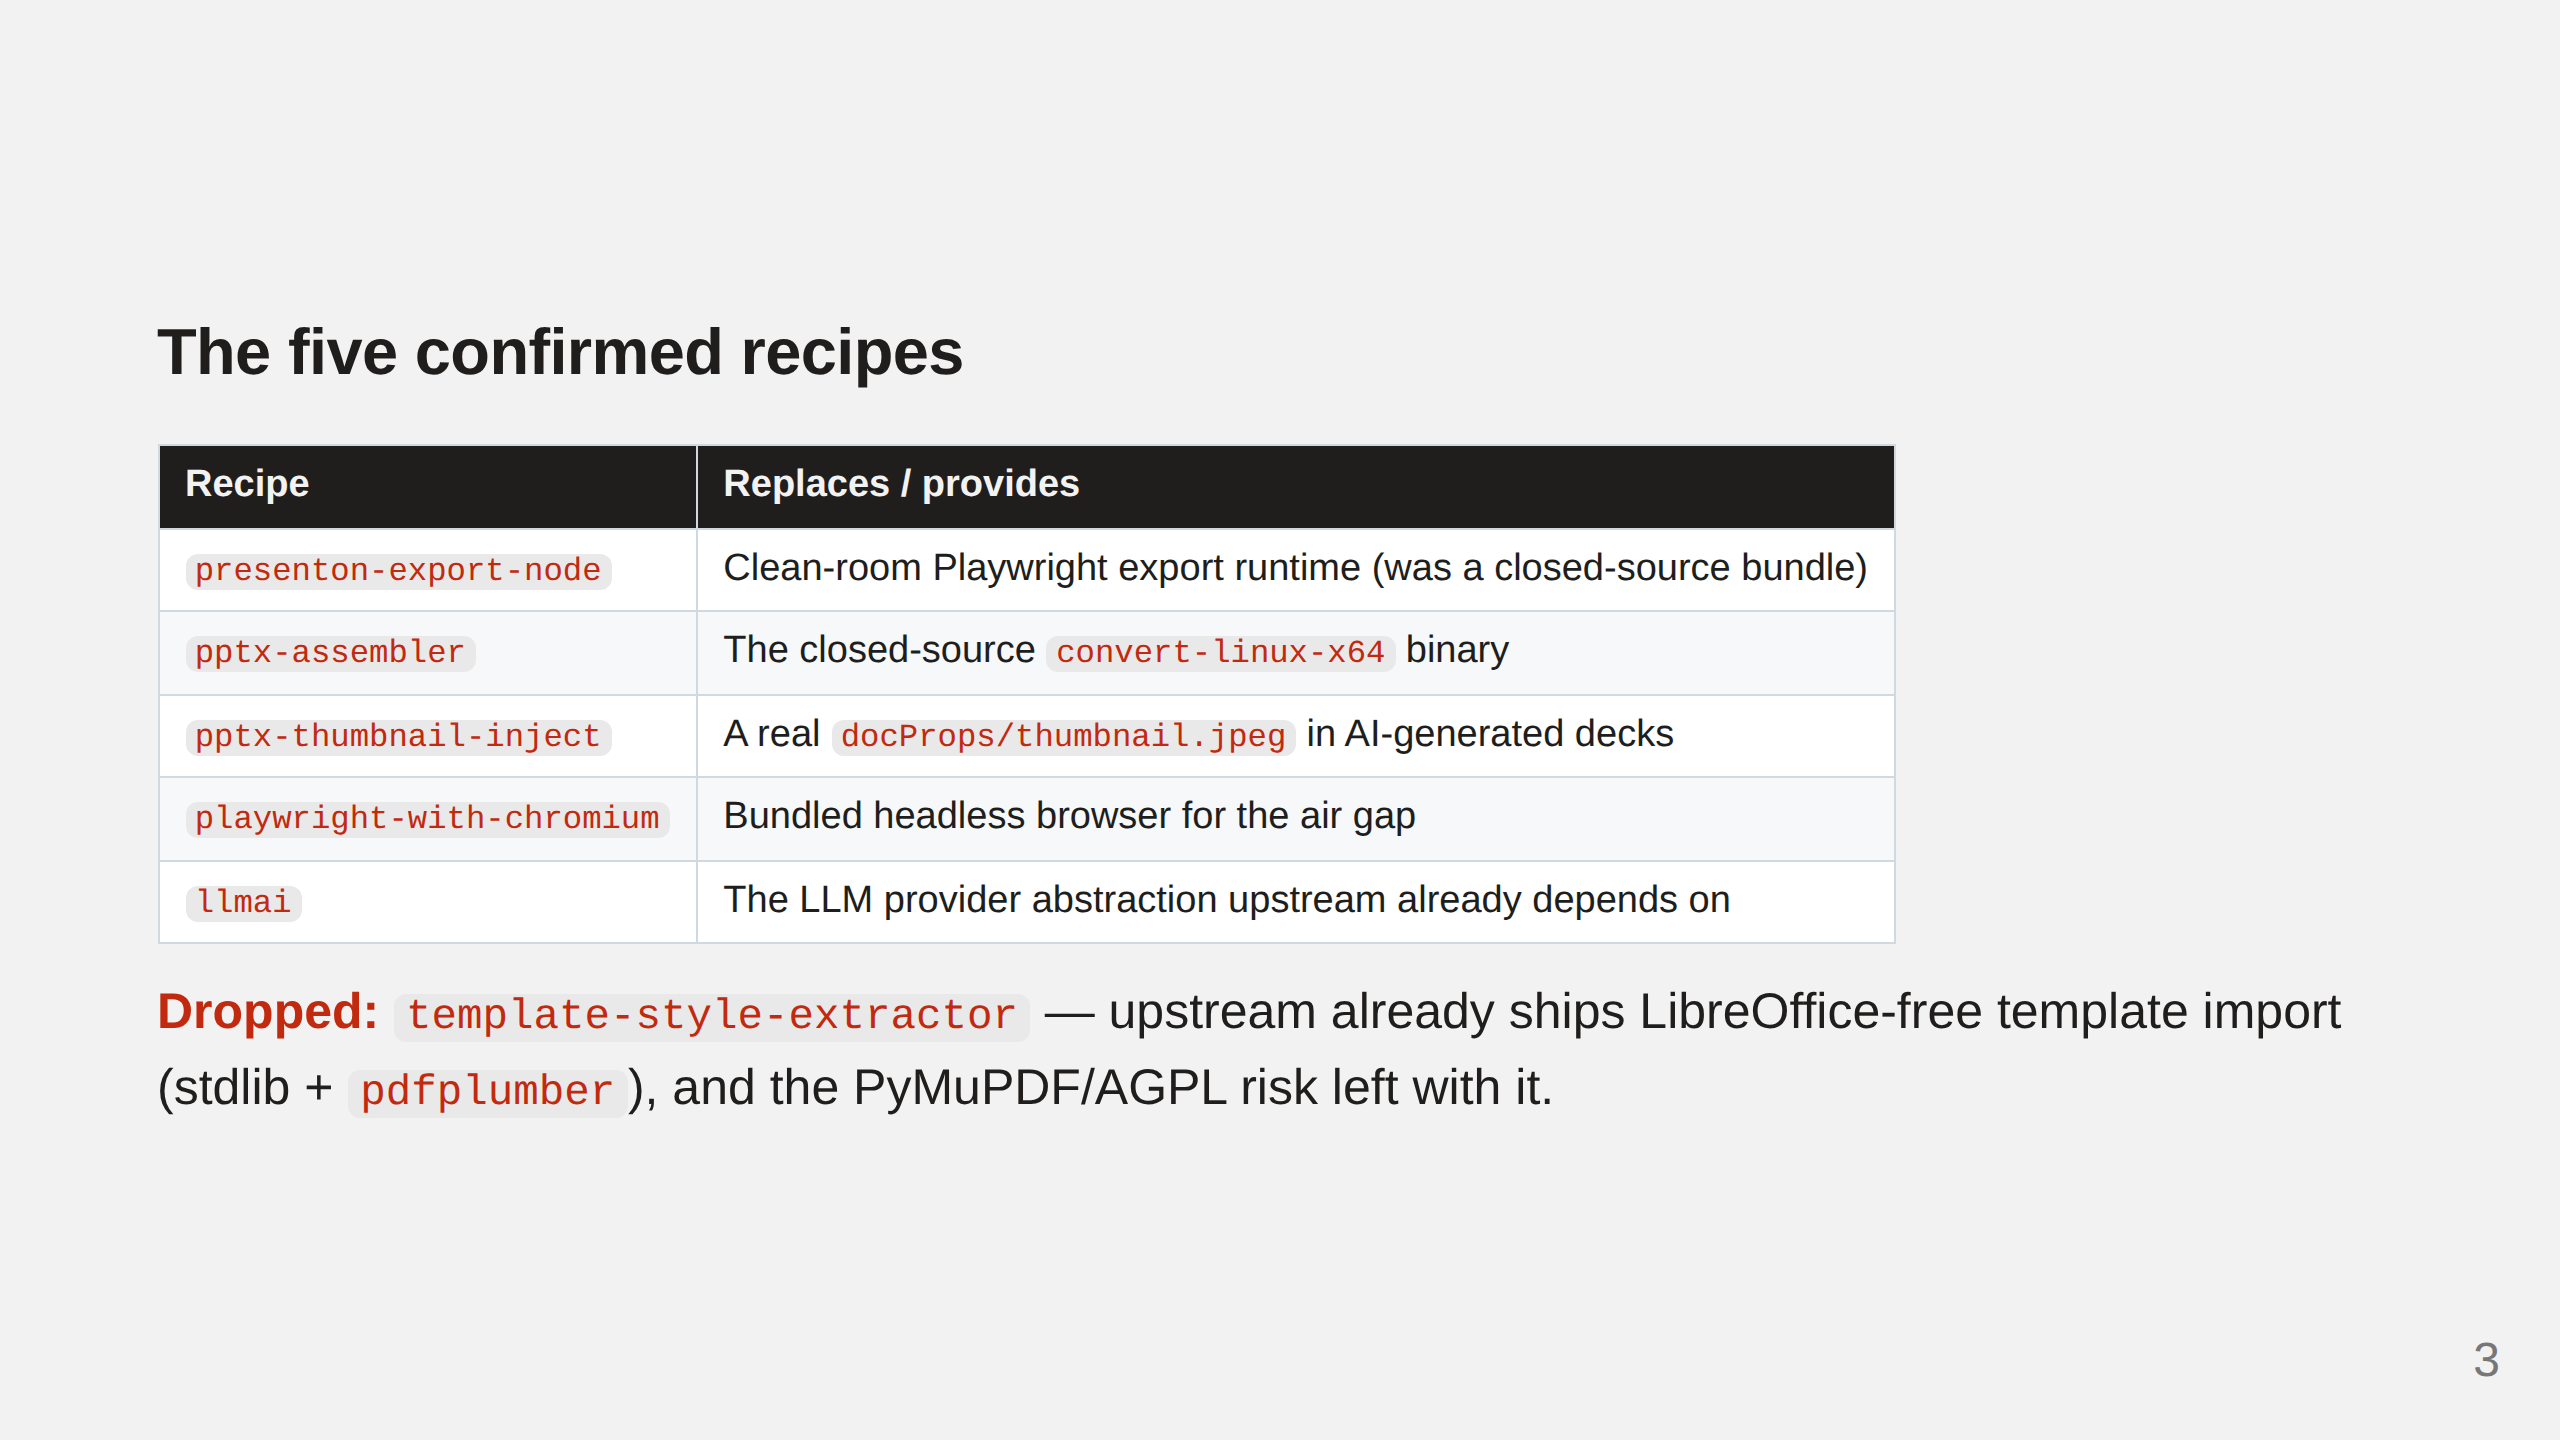 The five confirmed recipes
Recipe Replaces / provides
presenton-export-node Clean-room Playwright export runtime (was a closed-source bundle)
pptx-assembler The closed-source convert-linux-x64 binary
pptx-thumbnail-inject A real docProps/thumbnail.jpeg in AI-generated decks
playwright-with-chromium Bundled headless browser for the air gap
llmai The LLM provider abstraction upstream already depends on
Dropped: template-style-extractor — upstream already ships LibreOffice-free template import
(stdlib + pdfplumber), and the PyMuPDF/AGPL risk left with it.
3